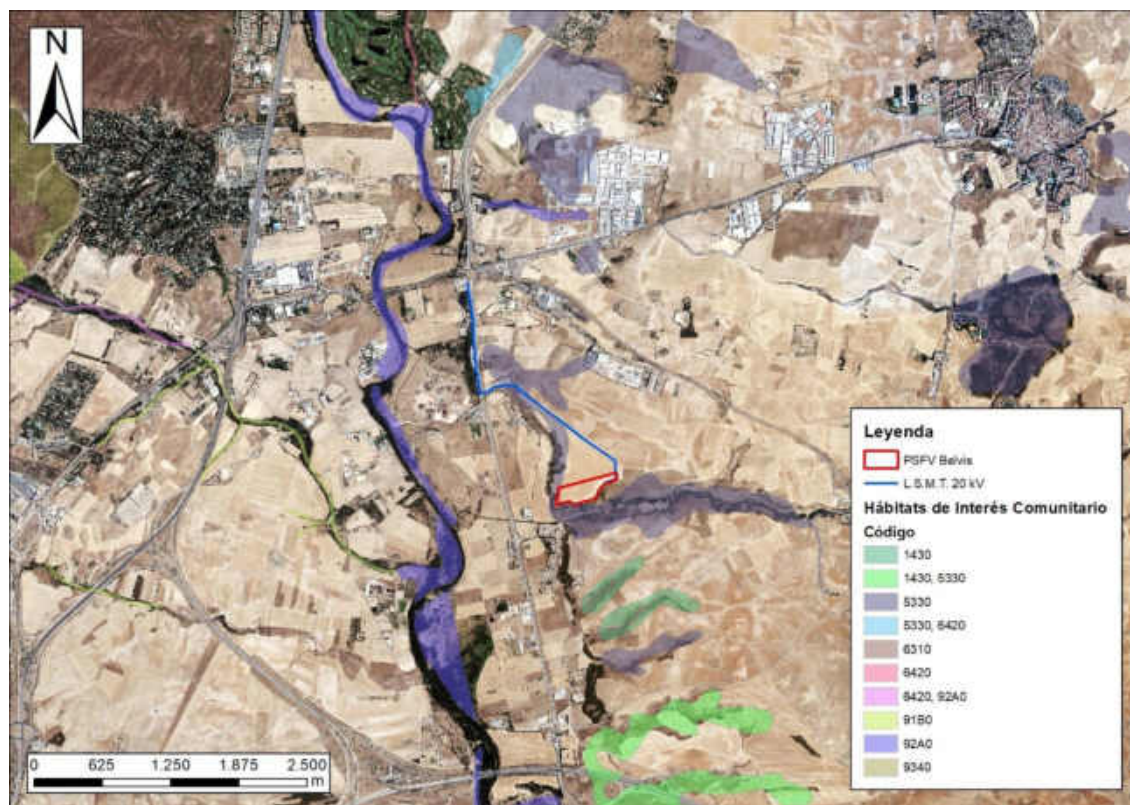 N
Leyenda
PSFV Belvis
L.S.M.T. 20 kV
Hábitats de Interés Comunitario
Código
1430
1430, 5330
5330
5330, 6420
6310
6420
6420, 92A0
91B0
92A0
9340
0 625 1.250 1.875 2.500
m